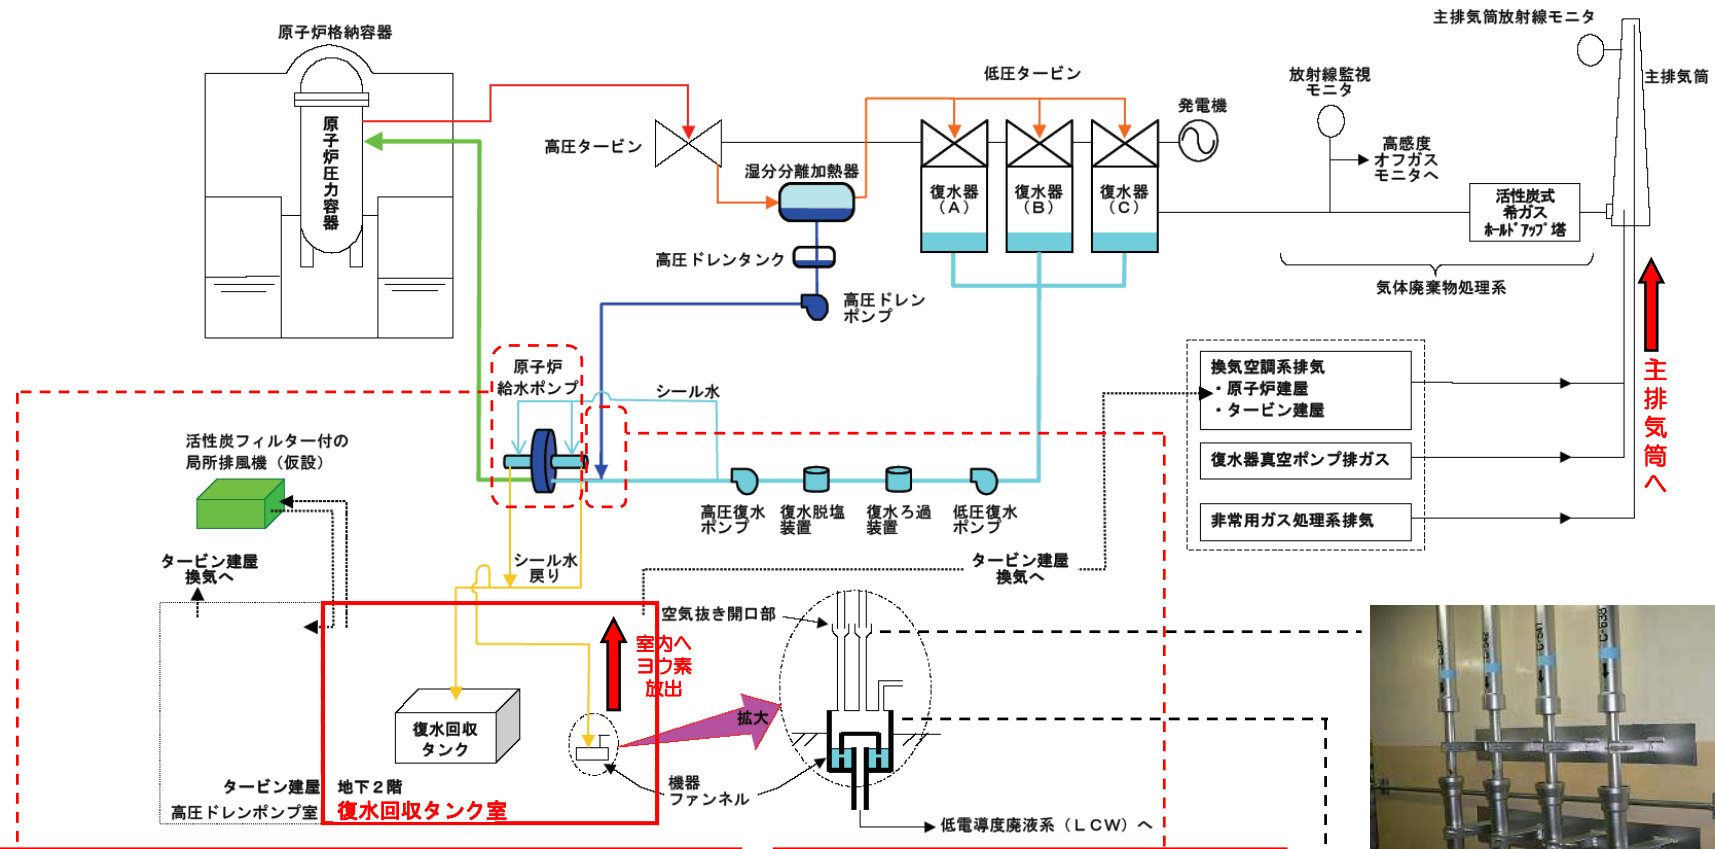 原子炉格納容器
原子炉圧力容器
高圧タービン
湿分分離加熱器
高圧ドレンタンク
高圧ドレン
ポンプ
低圧タービン
復水器
(A)
復水器
(B)
復水器
(C)
発電機
放射線監視
モニタ
高感度
オフガス
モニタへ
主排気筒放射線モニタ
主排気筒
活性炭式
希ガス
ホールドアップ塔
気体廃棄物処理系
主排気筒へ
換気空調系排気
・原子炉建屋
・タービン建屋
復水器真空ポンプ排ガス
非常用ガス処理系排気
原子炉
給水ポンプ
シール水
高圧復水
ポンプ
復水脱塩
装置
復水ろ過
装置
低圧復水
ポンプ
活性炭フィルター付の
局所排風機（仮設）
タービン建屋
換気へ
シール水
戻り
タービン建屋
換気へ
空気抜き開口部
室内へ
ヨウ素
放出
拡大
復水回収
タンク
機器
ファンネル
タービン建屋
高圧ドレンポンプ室
地下２階
復水回収タンク室
低電導度廃液系（ＬＣＷ）へ